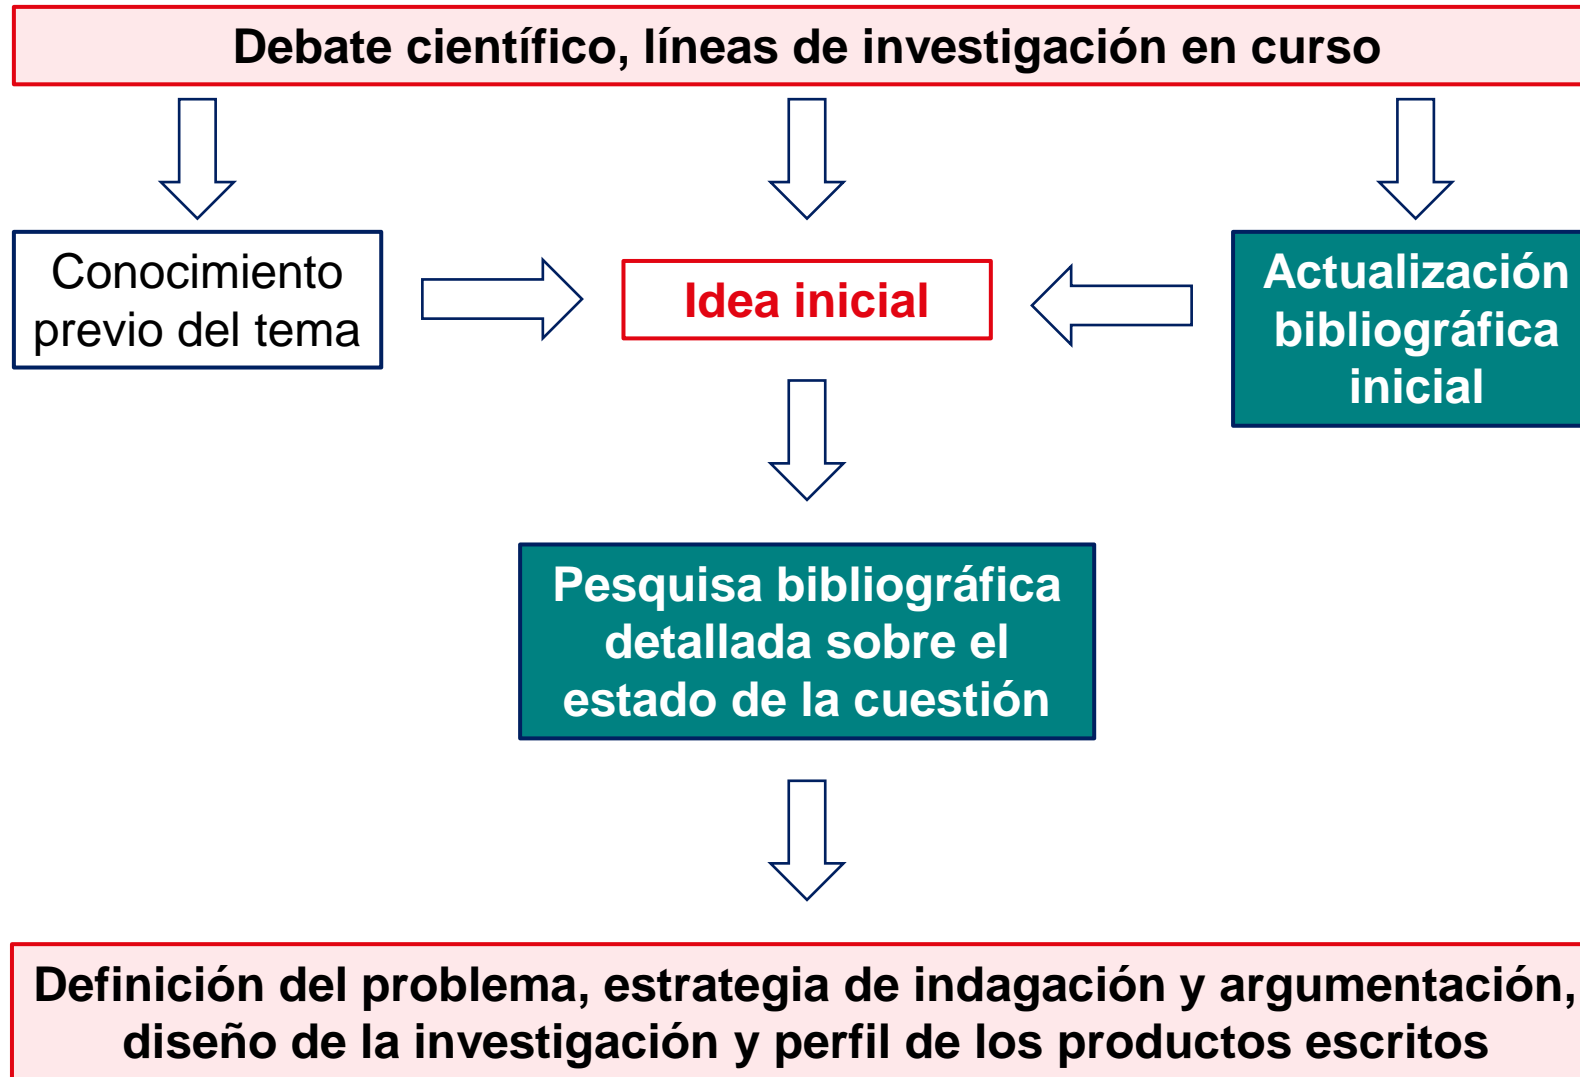 Debate científico, líneas de investigación en curso
Conocimiento
previo del tema
Idea inicial
Actualización
bibliográfica
inicial
Pesquisa bibliográfica
detallada sobre el
estado de la cuestión
Definición del problema, estrategia de indagación y argumentación,
diseño de la investigación y perfil de los productos escritos